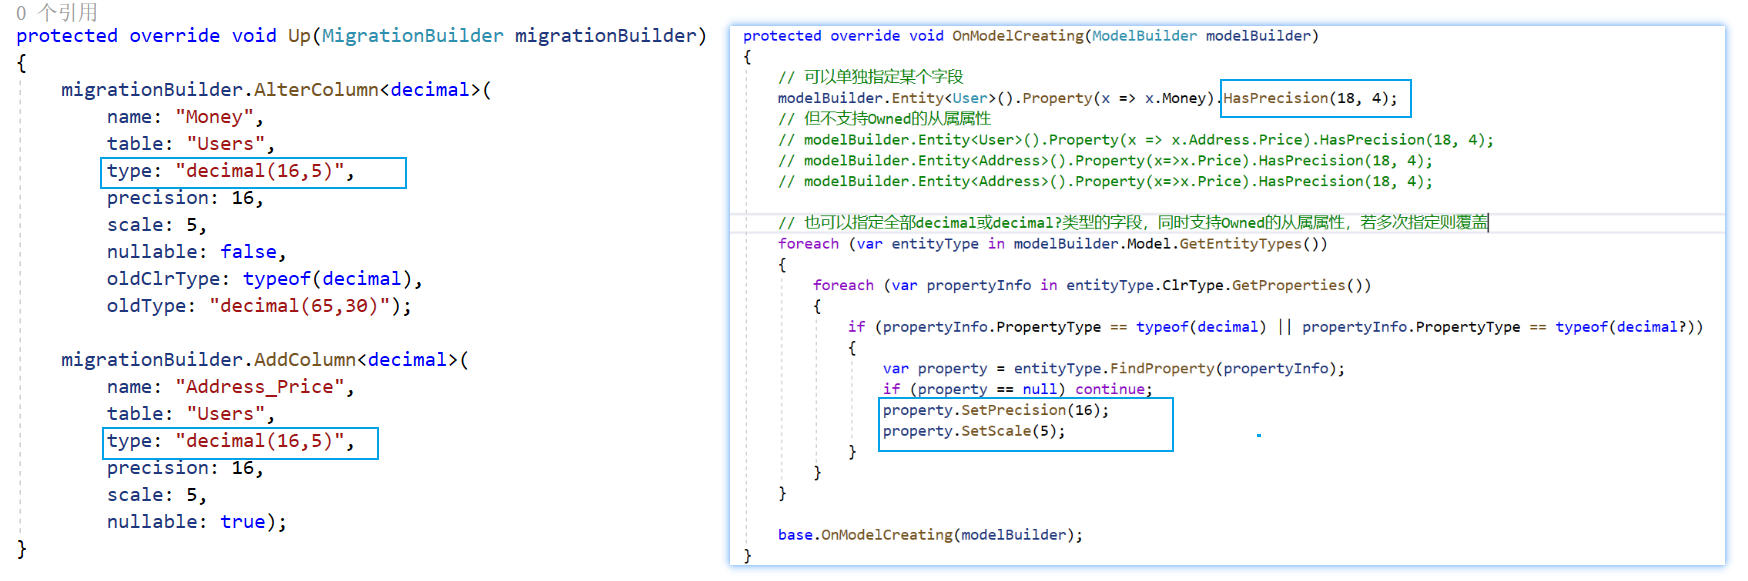 0 个引用
protected override void Up(MigrationBuilder migrationBuilder)
{
migrationBuilder.AlterColumn<decimal>(
name: "Money",
table: "Users",
type: "decimal(16,5)",
precision: 16,
scale: 5,
nullable: false,
oldClrType: typeof(decimal),
oldType: "decimal(65,30)");
migrationBuilder.AddColumn<decimal>(
name: "Address_Price",
table: "Users",
type: "decimal(16,5)",
precision: 16,
scale: 5,
nullable: true);
}
protected override void OnModelCreating(ModelBuilder modelBuilder)
{
// 可以单独指定某个字段
modelBuilder.Entity<User>().Property(x => x.Money).HasPrecision(18, 4);
// 但不支持Owned的从属属性
// modelBuilder.Entity<User>().Property(x => x.Address.Price).HasPrecision(18, 4);
// modelBuilder.Entity<Address>().Property(x=>x.Price).HasPrecision(18, 4);
// modelBuilder.Entity<Address>().Property(x=>x.Price).HasPrecision(18, 4);
// 也可以指定全部decimal或decimal?类型的字段，同时支持Owned的从属属性，若多次指定则覆盖
foreach (var entityType in modelBuilder.Model.GetEntityTypes())
{
foreach (var propertyInfo in entityType.ClrType.GetProperties())
{
if (propertyInfo.PropertyType == typeof(decimal) || propertyInfo.PropertyType == typeof(decimal?))
{
var property = entityType.FindProperty(propertyInfo);
if (property == null) continue;
property.SetPrecision(16);
property.SetScale(5);
}
}
}
base.OnModelCreating(modelBuilder);
}